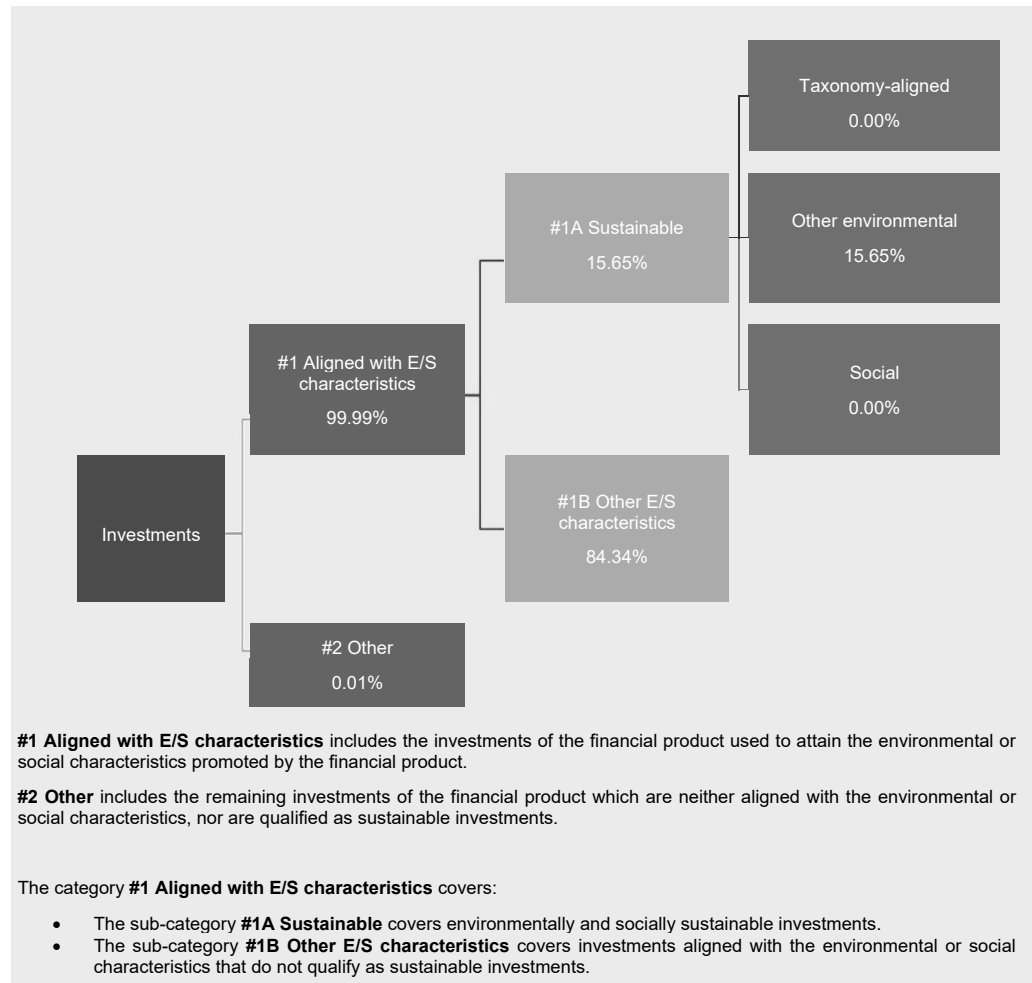 Taxonomy-aligned
0.00%
#1A Sustainable
15.65%
Other environmental
15.65%
#1 Aligned with E/S
characteristics
99.99%
Social
0.00%
Investments
#1B Other E/S
characteristics
84.34%
#2 Other
0.01%
#1 Aligned with E/S characteristics includes the investments of the financial product used to attain the environmental or
social characteristics promoted by the financial product.
#2 Other includes the remaining investments of the financial product which are neither aligned with the environmental or
social characteristics, nor are qualified as sustainable investments.
The category #1 Aligned with E/S characteristics covers:
• The sub-category #1A Sustainable covers environmentally and socially sustainable investments.
• The sub-category #1B Other E/S characteristics covers investments aligned with the environmental or social
characteristics that do not qualify as sustainable investments.